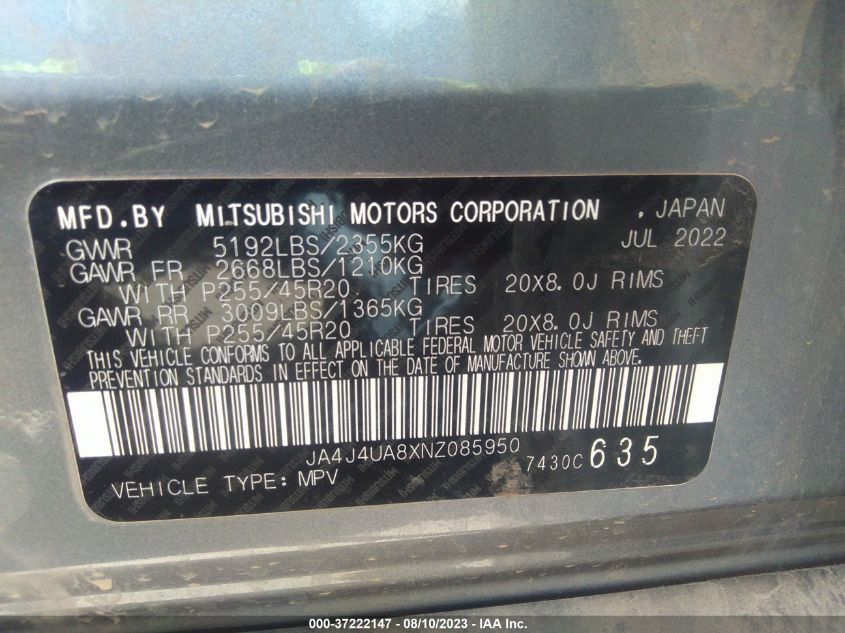 MFD.BY MITSUBISHI MOTORS CORPORATION , JAPAN
GVWR 5192LBS/2355KG JUL 2022
GAWR FR 2668LBS/1210KG
WITH P255/45R20 TIRES 20X8.0J RIMS
GAWR RR 3009LBS/1365KG
WITH P255/45R20 TIRES 20X8.0J RIMS
THIS VEHICLE CONFORMS TO ALL APPLICABLE FEDERAL MOTOR VEHICLE SAFETY AND THEFT
PREVENTION STANDARDS IN EFFECT ON THE DATE OF MANUFACTURE SHOWN ABOVE.
JA4J4UA8XNZ085950
7430C 635
VEHICLE TYPE: MPV
000-37222147 - 08/10/2023 - IAA Inc.